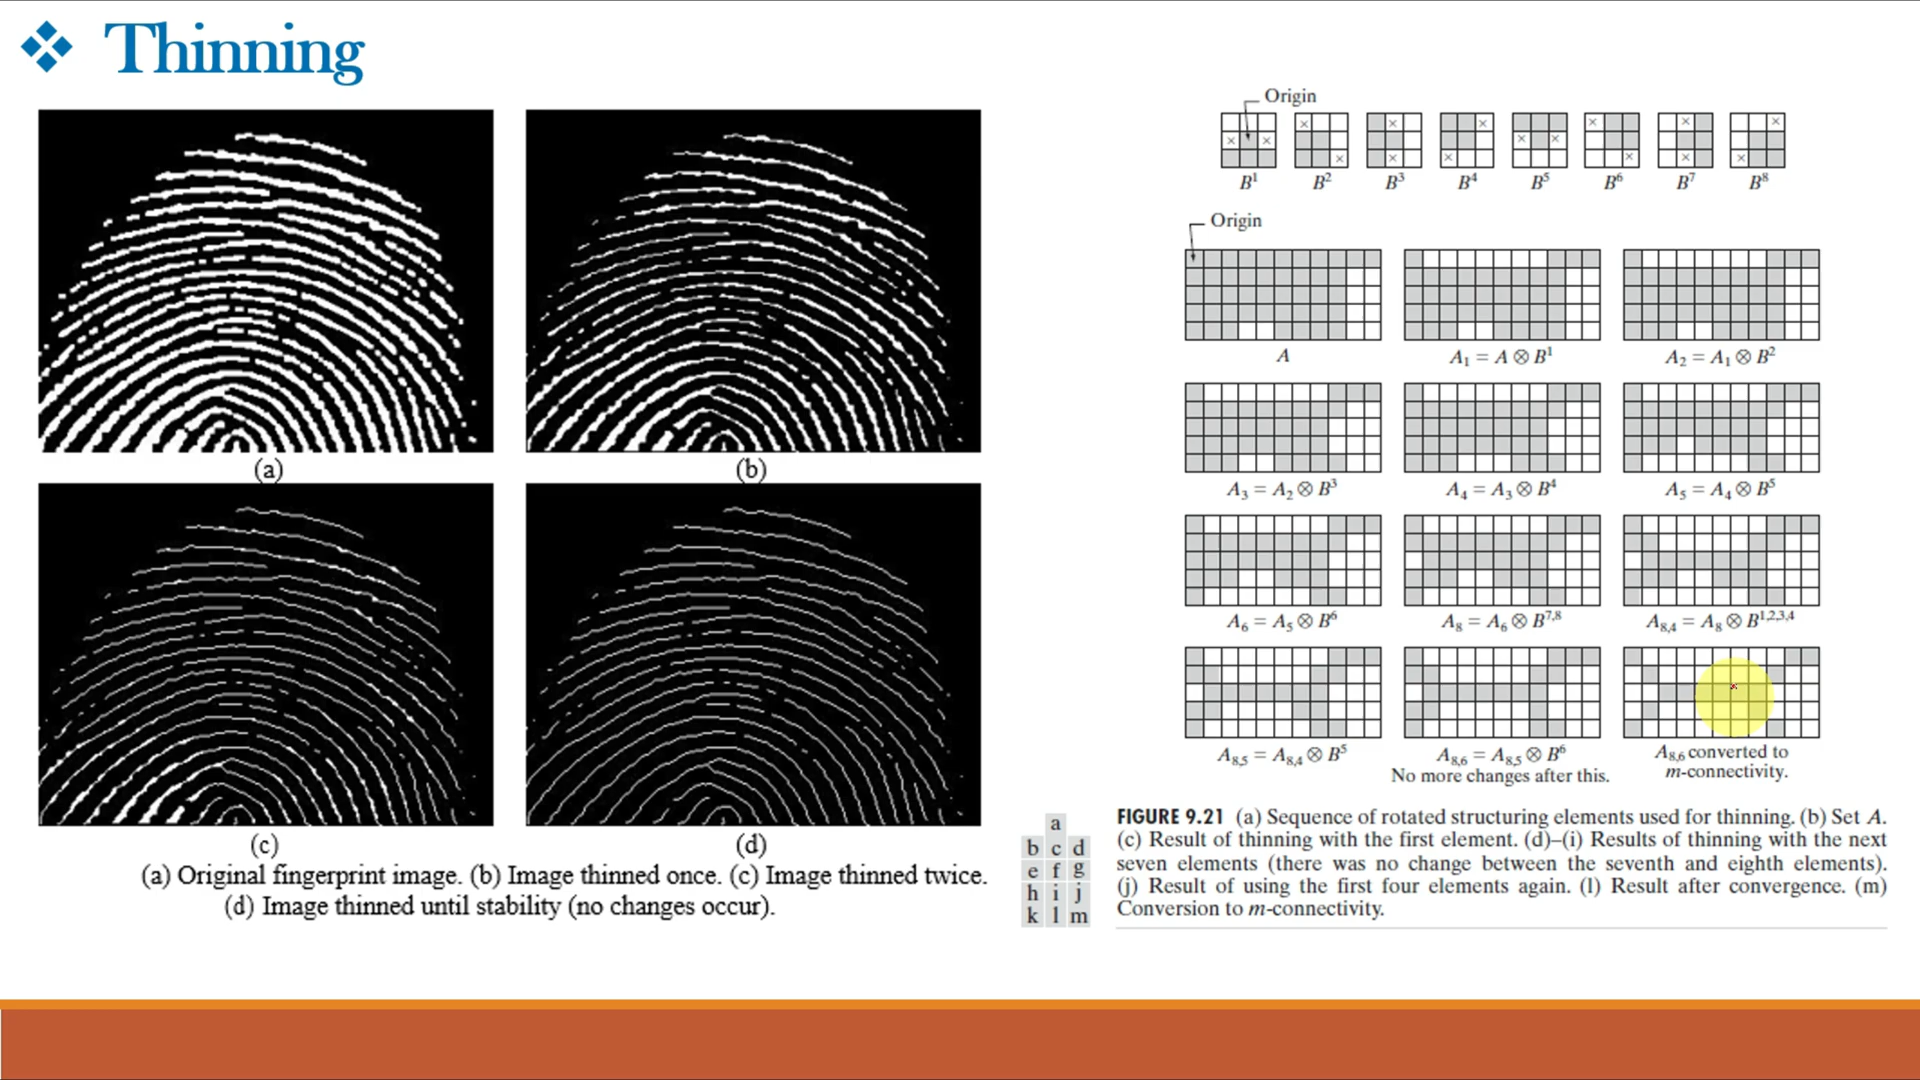 Thinning
(a)
(b)
(c)
(d)
(a) Original fingerprint image. (b) Image thinned once. (c) Image thinned twice.
(d) Image thinned until stability (no changes occur).
Origin
B¹ B² B³ B⁴ B⁵ B⁶ B⁷ B⁸
Origin
A
A₁ = A ⊗ B¹
A₂ = A₁ ⊗ B²
A₃ = A₂ ⊗ B³
A₄ = A₃ ⊗ B⁴
A₅ = A₄ ⊗ B⁵
A₆ = A₅ ⊗ B⁶
A₈ = A₆ ⊗ B⁷,⁸
A₈,₄ = A₈ ⊗ B¹,²,³,⁴
A₈,₅ = A₈,₄ ⊗ B⁵
A₈,₆ = A₈,₅ ⊗ B⁶
No more changes after this.
A₈,₆ converted to
m-connectivity.
a
b c d
e f g
h i j
k l m
FIGURE 9.21 (a) Sequence of rotated structuring elements used for thinning. (b) Set A.
(c) Result of thinning with the first element. (d)–(i) Results of thinning with the next
seven elements (there was no change between the seventh and eighth elements).
(j) Result of using the first four elements again. (l) Result after convergence. (m)
Conversion to m-connectivity.